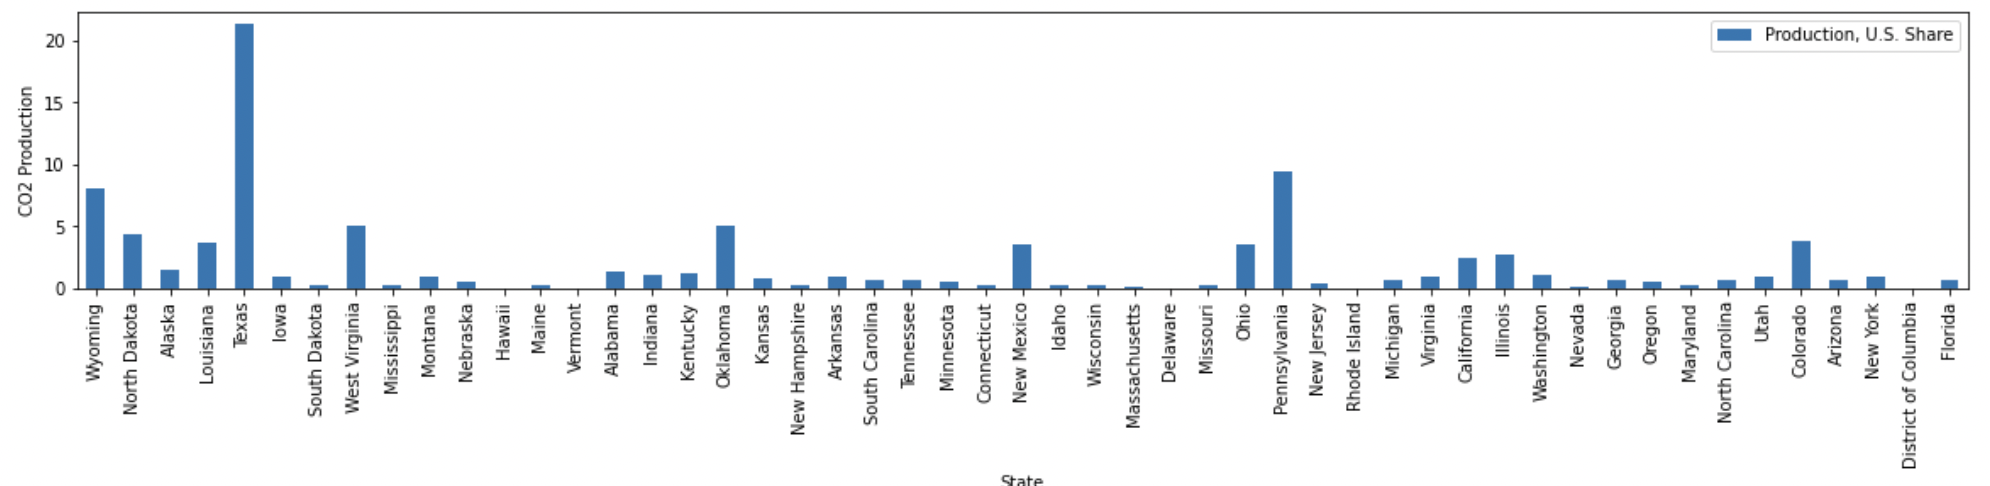 Production, U.S. Share
CO2 Production
20
15
10
5
0
Wyoming
North Dakota
Alaska
Louisiana
Texas
Iowa
South Dakota
West Virginia
Mississippi
Montana
Nebraska
Hawaii
Maine
Vermont
Alabama
Indiana
Kentucky
Oklahoma
Kansas
New Hampshire
Arkansas
South Carolina
Tennessee
Minnesota
Connecticut
New Mexico
Idaho
Wisconsin
Massachusetts
Delaware
Missouri
Ohio
Pennsylvania
New Jersey
Rhode Island
Michigan
Virginia
California
Illinois
Washington
Nevada
Georgia
Oregon
Maryland
North Carolina
Utah
Colorado
Arizona
New York
District of Columbia
Florida
State